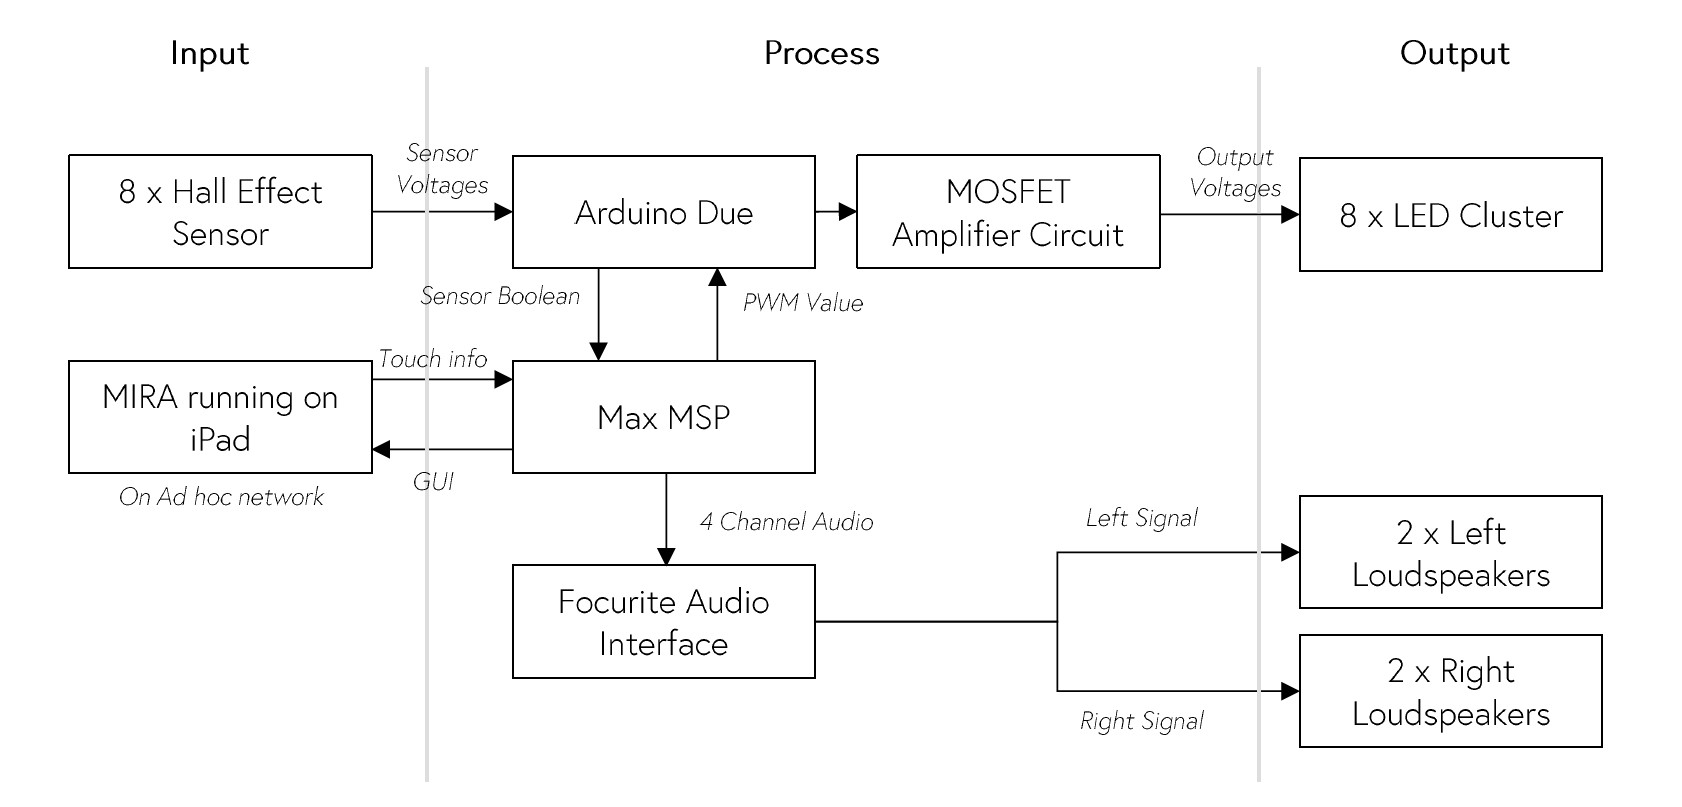 Input
Process
Output
Sensor
Voltages
Output
Voltages
8 x Hall Effect
Sensor
Arduino Due
MOSFET
Amplifier Circuit
8 x LED Cluster
Sensor Boolean
PWM Value
Touch info
MIRA running on
iPad
Max MSP
GUI
On Ad hoc network
4 Channel Audio
Left Signal
2 x Left
Loudspeakers
Focurite Audio
Interface
2 x Right
Loudspeakers
Right Signal